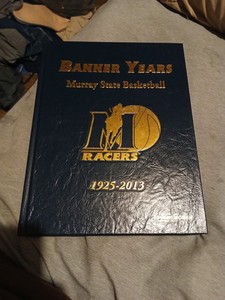 Banner Years
Murray State Basketball
RACERS
1925-2013